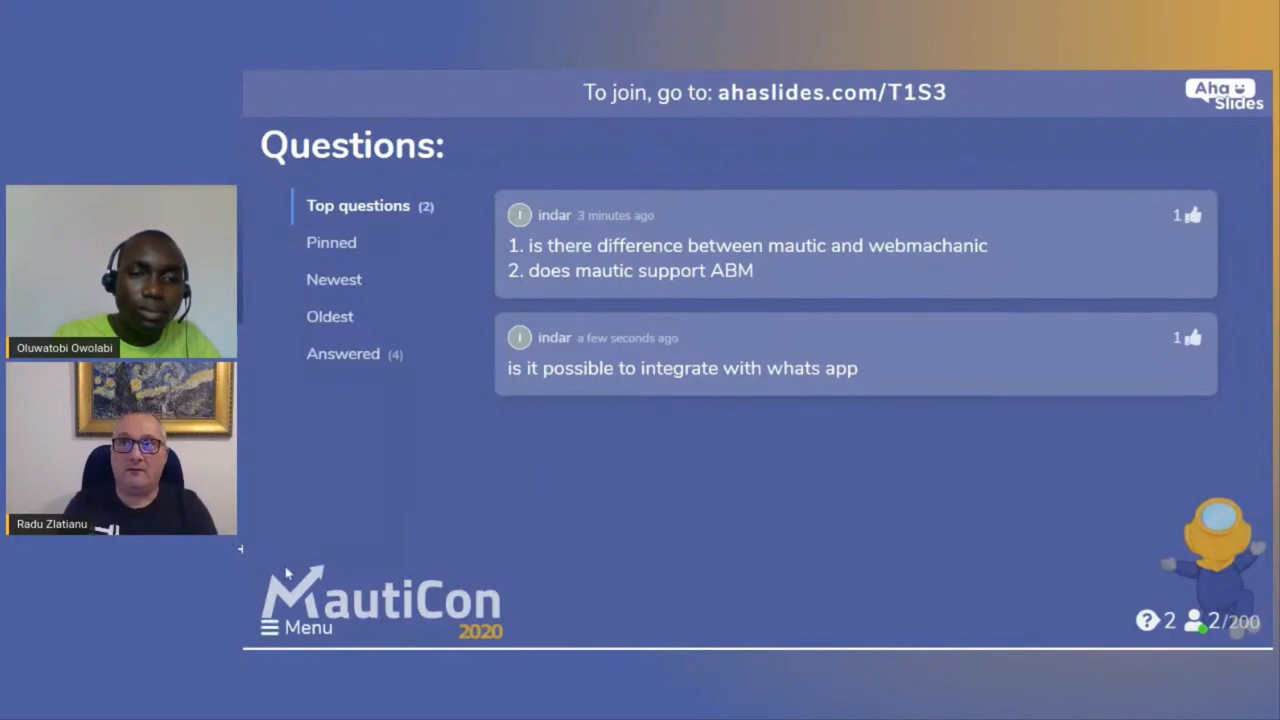 To join, go to: ahaslides.com/T1S3
Aha
Slides
Questions:
Top questions (2)
Pinned
Newest
Oldest
Answered (4)
I indar 3 minutes ago 1
1. is there difference between mautic and webmachanic
2. does mautic support ABM
I indar a few seconds ago 1
is it possible to integrate with whats app
Oluwatobi Owolabi
Radu Zlatianu
MautiCon
2020
Menu
? 2 2/200